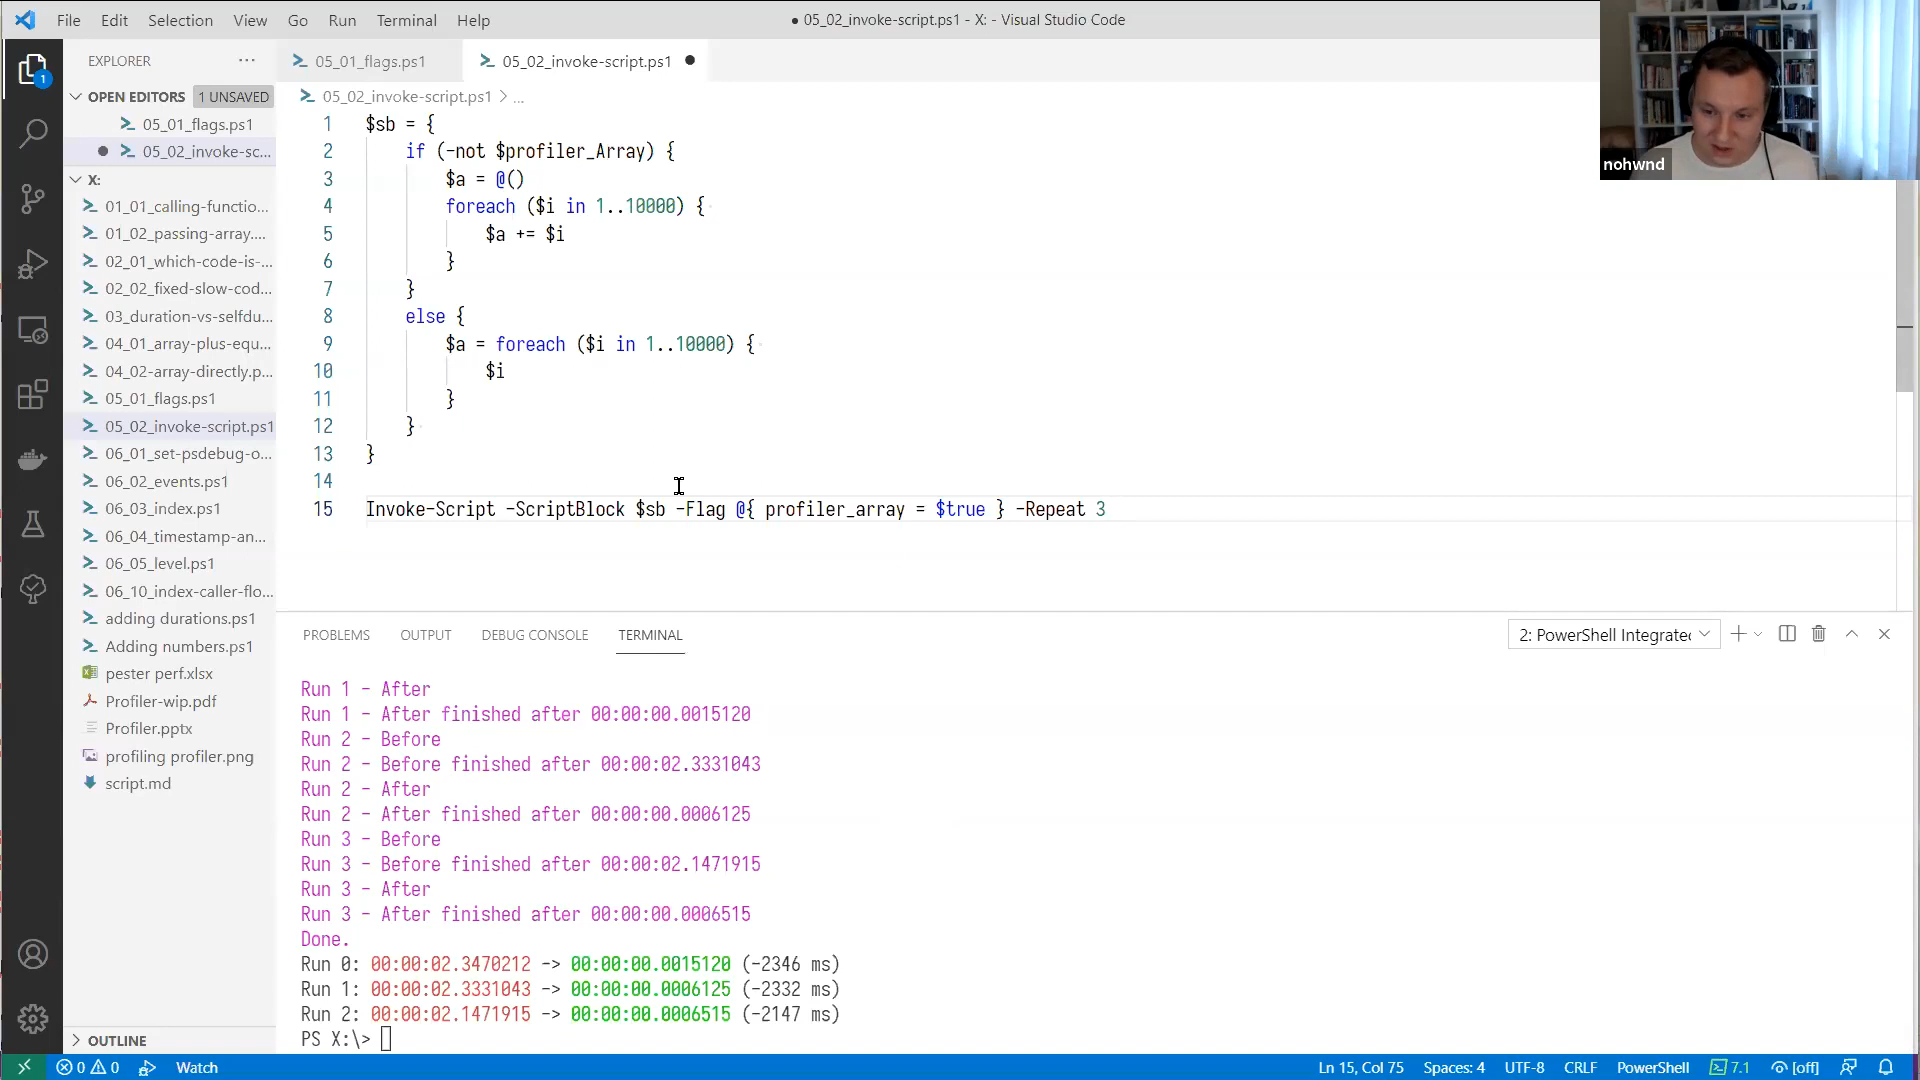 File Edit Selection View Go Run Terminal Help
● 05_02_invoke-script.ps1 - X: - Visual Studio Code
nohwnd
EXPLORER ...
OPEN EDITORS 1 UNSAVED
05_01_flags.ps1
05_02_invoke-sc...
X:
01_01_calling-functio...
01_02_passing-array....
02_01_which-code-is-...
02_02_fixed-slow-cod...
03_duration-vs-selfdu...
04_01_array-plus-equ...
04_02-array-directly.p...
05_01_flags.ps1
05_02_invoke-script.ps1
06_01_set-psdebug-o...
06_02_events.ps1
06_03_index.ps1
06_04_timestamp-an...
06_05_level.ps1
06_10_index-caller-flo...
adding durations.ps1
Adding numbers.ps1
pester perf.xlsx
Profiler-wip.pdf
Profiler.pptx
profiling profiler.png
script.md
OUTLINE
1
05_01_flags.ps1
05_02_invoke-script.ps1 ●
05_02_invoke-script.ps1 > ...
1 $sb = {
2 if (-not $profiler_Array) {
3 $a = @()
4 foreach ($i in 1..10000) {
5 $a += $i
6 }
7 }
8 else {
9 $a = foreach ($i in 1..10000) {
10 $i
11 }
12 }
13 }
14
15 Invoke-Script -ScriptBlock $sb -Flag @{ profiler_array = $true } -Repeat 3
PROBLEMS OUTPUT DEBUG CONSOLE TERMINAL
2: PowerShell Integrated
Run 1 - After
Run 1 - After finished after 00:00:00.0015120
Run 2 - Before
Run 2 - Before finished after 00:00:02.3331043
Run 2 - After
Run 2 - After finished after 00:00:00.0006125
Run 3 - Before
Run 3 - Before finished after 00:00:02.1471915
Run 3 - After
Run 3 - After finished after 00:00:00.0006515
Done.
Run 0: 00:00:02.3470212 -> 00:00:00.0015120 (-2346 ms)
Run 1: 00:00:02.3331043 -> 00:00:00.0006125 (-2332 ms)
Run 2: 00:00:02.1471915 -> 00:00:00.0006515 (-2147 ms)
PS X:\>
0 0 Watch
Ln 15, Col 75 Spaces: 4 UTF-8 CRLF PowerShell 7.1 [off]